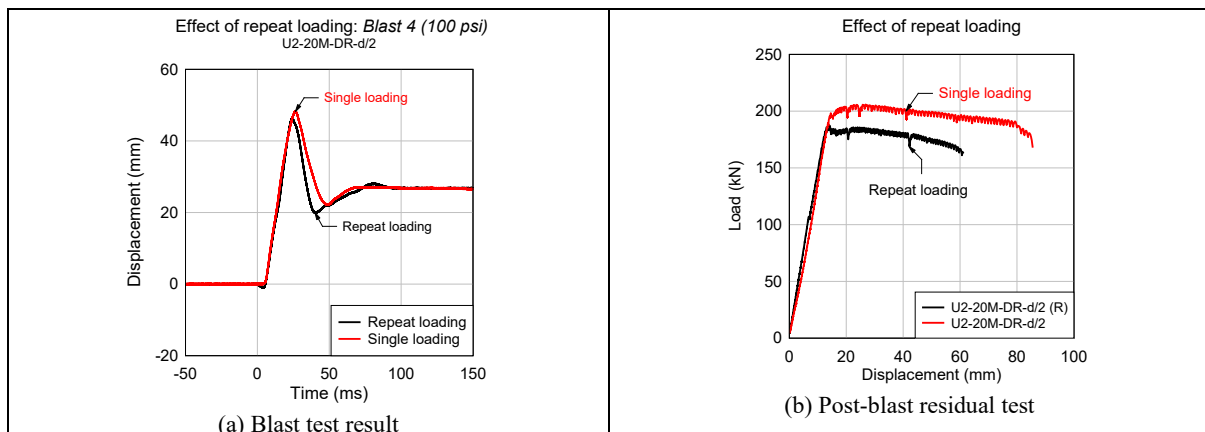 Effect of repeat loading: Blast 4 (100 psi)
U2-20M-DR-d/2
60
40
20
0
-20
Displacement (mm)
Single loading
Repeat loading
Repeat loading
Single loading
-50
0
50
100
150
Time (ms)
(a) Blast test result
Effect of repeat loading
250
200
150
100
50
0
Load (kN)
Single loading
Repeat loading
U2-20M-DR-d/2 (R)
U2-20M-DR-d/2
0
20
40
60
80
100
Displacement (mm)
(b) Post-blast residual test